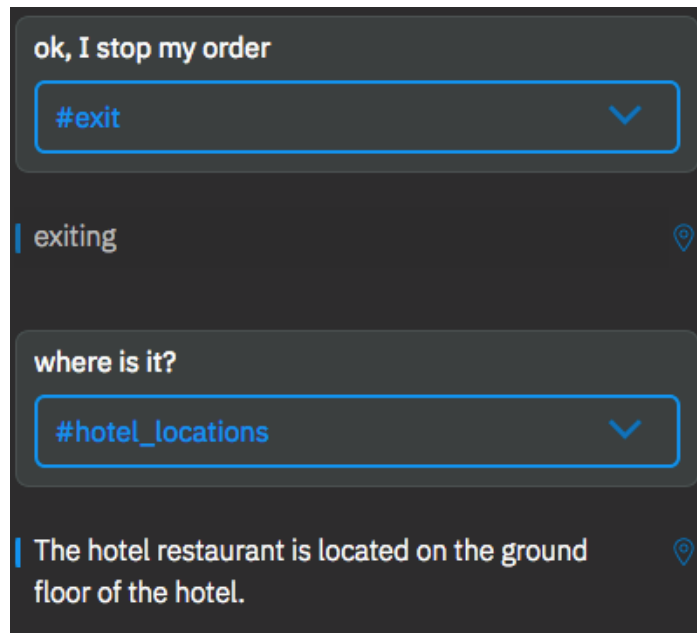 ok, I stop my order
#exit
exiting
where is it?
#hotel_locations
The hotel restaurant is located on the ground
floor of the hotel.